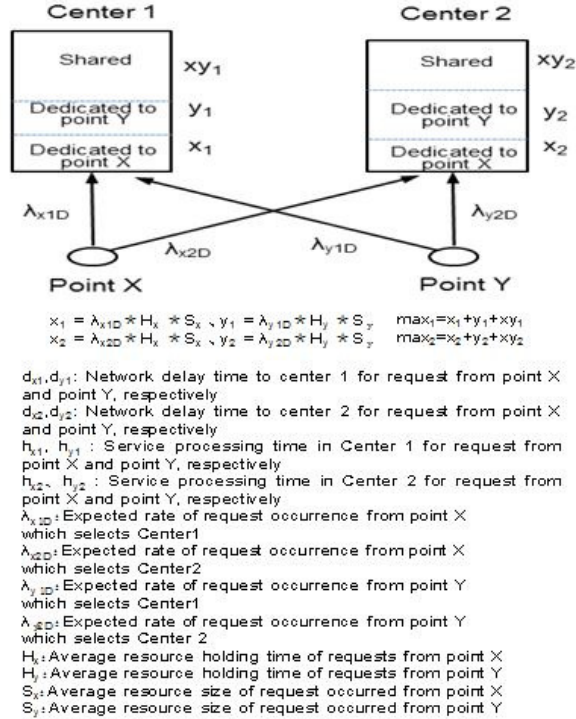 Center 1
Center 2
Shared
xy₁
Shared
xy₂
Dedicated to
point Y
y₁
Dedicated to
point Y
y₂
Dedicated to
point X
x₁
Dedicated to
point X
x₂
λx1D
λx2D
λy1D
λy2D
Point X
Point Y
x₁ = λx1D * Hx * Sx 、 y₁ = λy1D * Hy * Sy max₁=x₁+y₁+xy₁
x₂ = λx2D * Hx * Sx 、 y₂ = λy2D * Hy * Sy max₂=x₂+y₂+xy₂
dx1,dy1: Network delay time to center 1 for request from point X
and point Y, respectively
dx2,dy2: Network delay time to center 2 for request from point X
and point Y, respectively
hx1, hy1 : Service processing time in Center 1 for request from
point X and point Y, respectively
hx2、 hy2 : Service processing time in Center 2 for request from
point X and point Y, respectively
λx1D: Expected rate of request occurrence from point X
which selects Center1
λx2D: Expected rate of request occurrence from point X
which selects Center2
λy1D: Expected rate of request occurrence from point Y
which selects Center1
λy2D: Expected rate of request occurrence from point Y
which selects Center 2
Hx: Average resource holding time of requests from point X
Hy: Average resource holding time of requests from point Y
Sx: Average resource size of request occurred from point X
Sy: Average resource size of request occurred from point Y